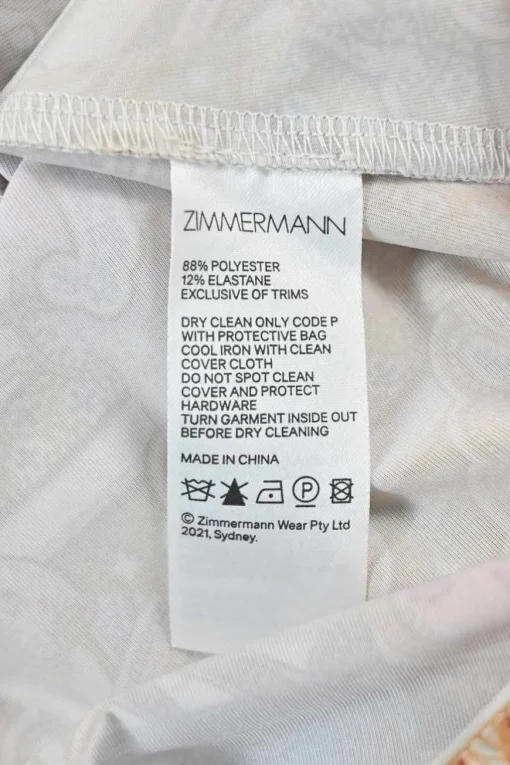 ZIMMERMANN
88% POLYESTER
12% ELASTANE
EXCLUSIVE OF TRIMS
DRY CLEAN ONLY CODE P
WITH PROTECTIVE BAG
COOL IRON WITH CLEAN
COVER CLOTH
DO NOT SPOT CLEAN
COVER AND PROTECT
HARDWARE
TURN GARMENT INSIDE OUT
BEFORE DRY CLEANING
MADE IN CHINA
P
© Zimmermann Wear Pty Ltd
2021, Sydney.